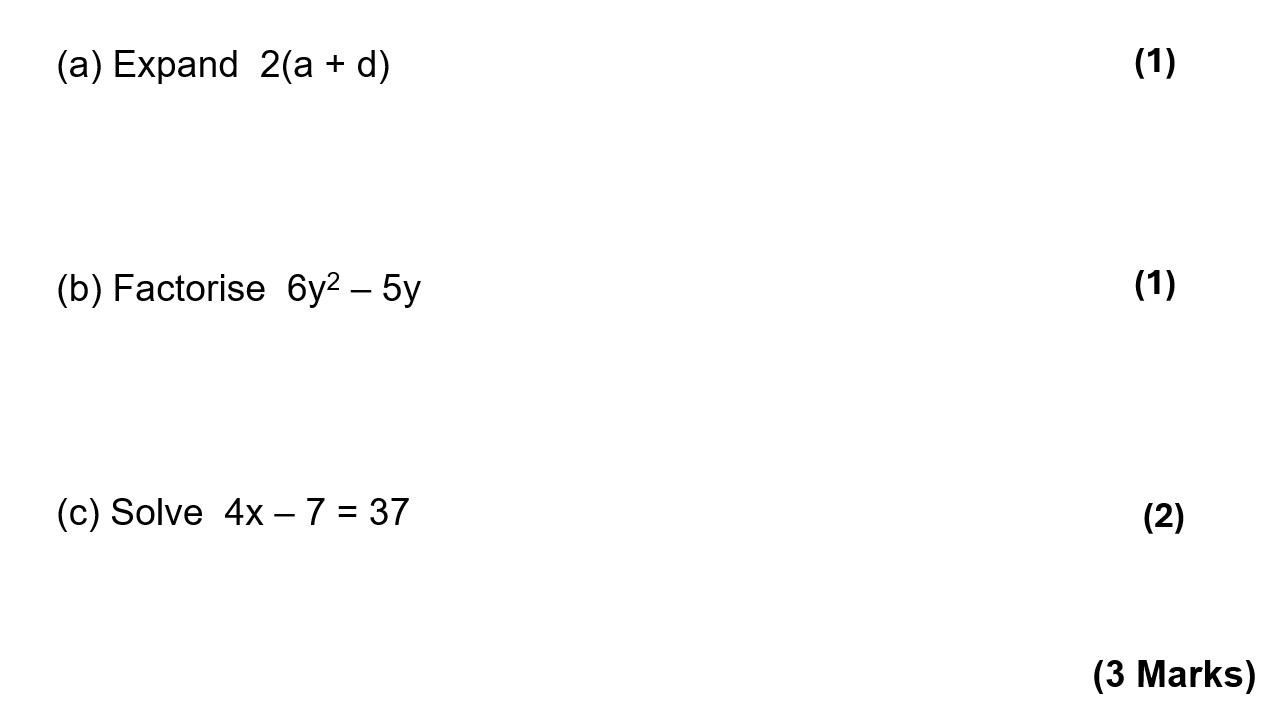 (a) Expand  2(a + d) (1)
(b) Factorise  6y² – 5y (1)
(c) Solve  4x – 7 = 37 (2)
(3 Marks)